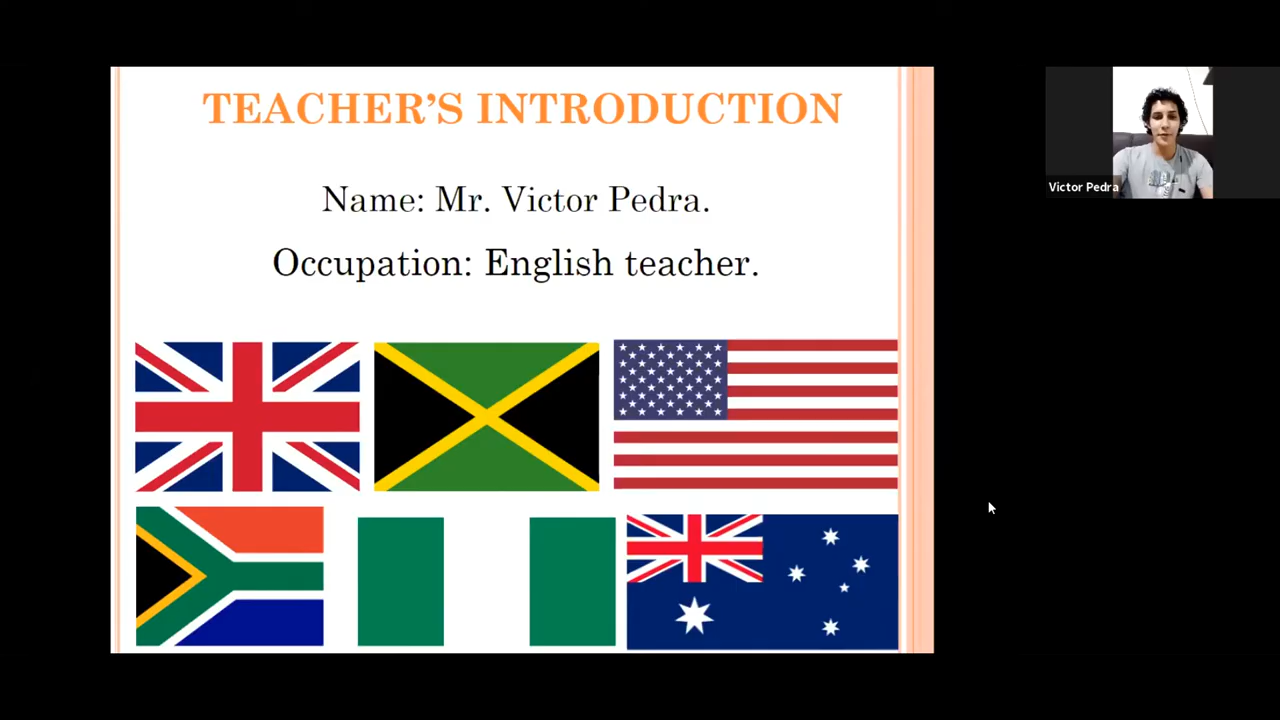 TEACHER’S INTRODUCTION
Name: Mr. Victor Pedra.
Occupation: English teacher.
Victor Pedra